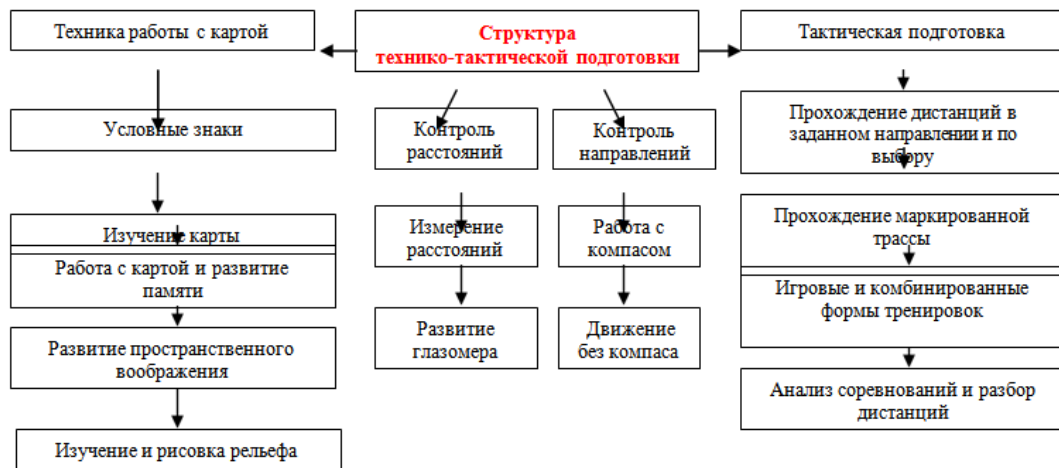 Структура
технико-тактической подготовки
Техника работы с картой
Условные знаки
Изучение карты
Работа с картой и развитие
памяти
Развитие пространственного
воображения
Изучение и рисовка рельефа
Контроль
расстояний
Измерение
расстояний
Развитие
глазомера
Контроль
направлений
Работа с
компасом
Движение
без компаса
Тактическая подготовка
Прохождение дистанций в
заданном направлении и по
выбору
Прохождение маркированной
трассы
Игровые и комбинированные
формы тренировок
Анализ соревнований и разбор
дистанций